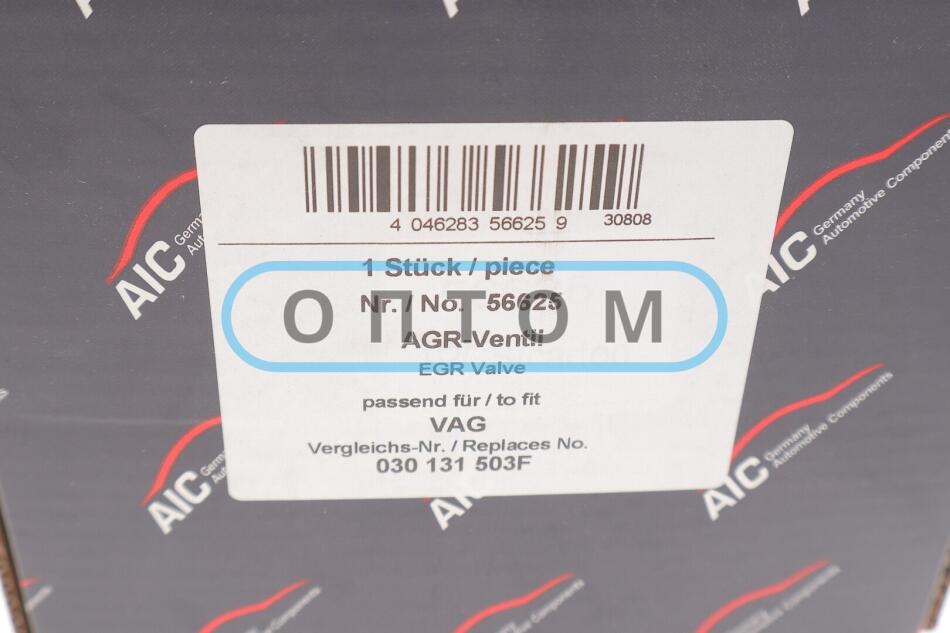 4 046283 566259 30808
1 Stück / piece
Nr. / No. 56625
ОПТОМ
AGR-Ventil
EGR Valve
passend für / to fit
VAG
Vergleichs-Nr. / Replaces No.
030 131 503F
AIC Germany
Automotive Components
AIC Germany
Automotive Components
AIC Germany
Automotive Components
AIC Germany
Automotive Components